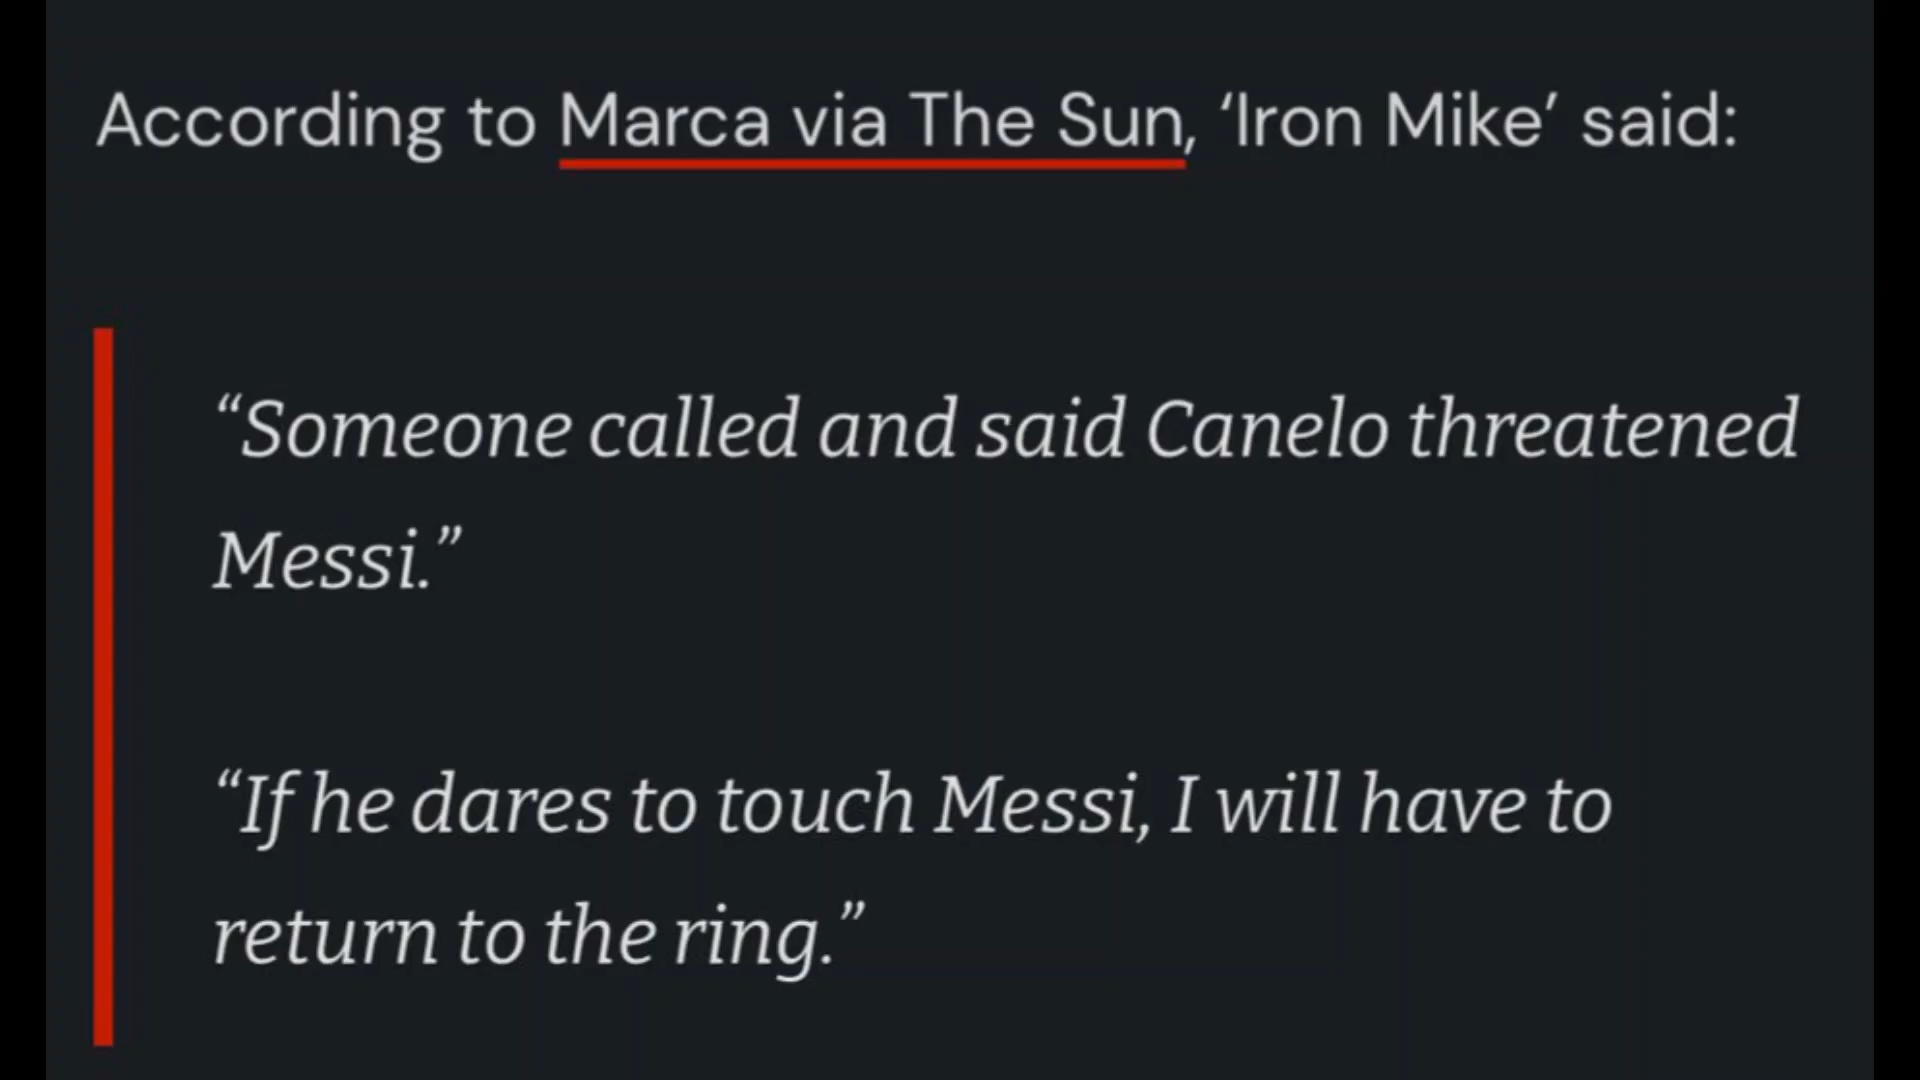 According to Marca via The Sun, ‘Iron Mike’ said:
“Someone called and said Canelo threatened
Messi.”
“If he dares to touch Messi, I will have to
return to the ring.”